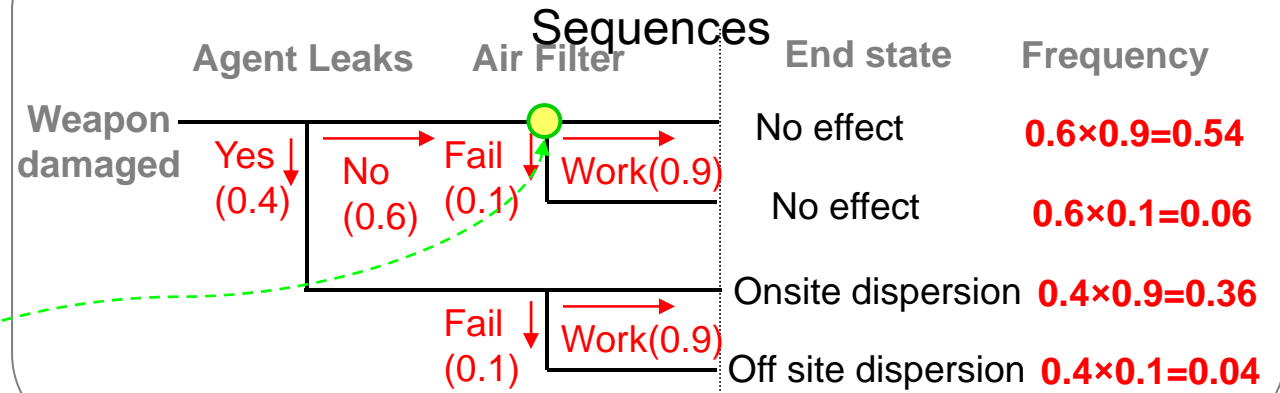 Sequences
Agent Leaks
Air Filter
End state
Frequency
Weapon
damaged
Yes
(0.4)
No
(0.6)
Fail
(0.1)
Work(0.9)
No effect
0.6×0.9=0.54
No effect
0.6×0.1=0.06
Onsite dispersion
0.4×0.9=0.36
Fail
(0.1)
Work(0.9)
Off site dispersion
0.4×0.1=0.04